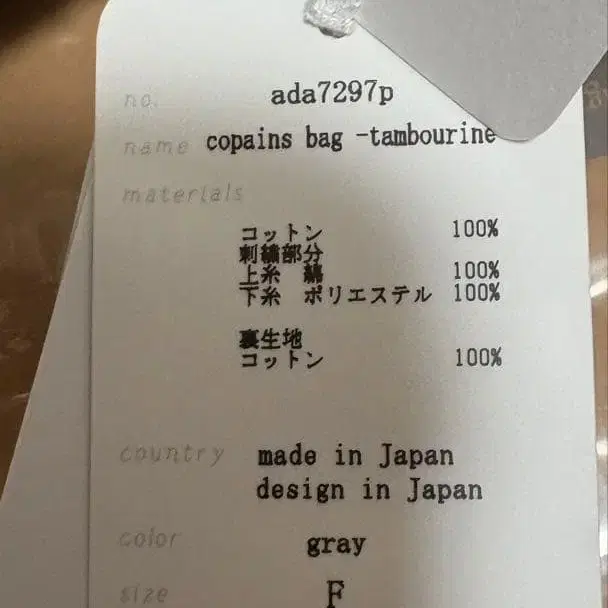 no. ada7297p
name copains bag -tambourine
materials
コットン 100%
刺繍部分
上糸 100%
下糸 ポリエステル 100%
裏生地
コットン 100%
country made in Japan
design in Japan
color gray
size F